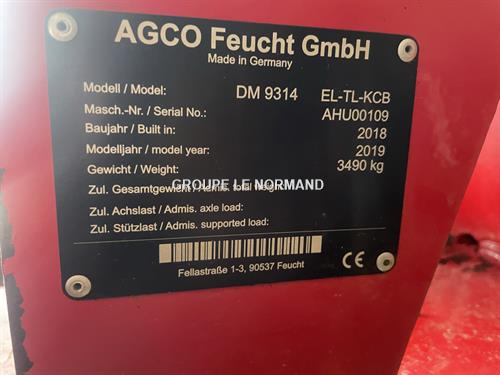 AGCO Feucht GmbH
Made in Germany
Modell / Model: DM 9314 EL-TL-KCB
Masch.-Nr. / Serial No.: AHU00109
Baujahr / Built in: 2018
Modelljahr / model year: 2019
Gewicht / Weight: 3490 kg
Zul. Gesamtgewicht / Admis. total
GROUPE LE NORMAND
Zul. Achslast / Admis. axle load:
Zul. Stützlast / Admis. supported load:
Fellastraße 1-3, 90537 Feucht
CE